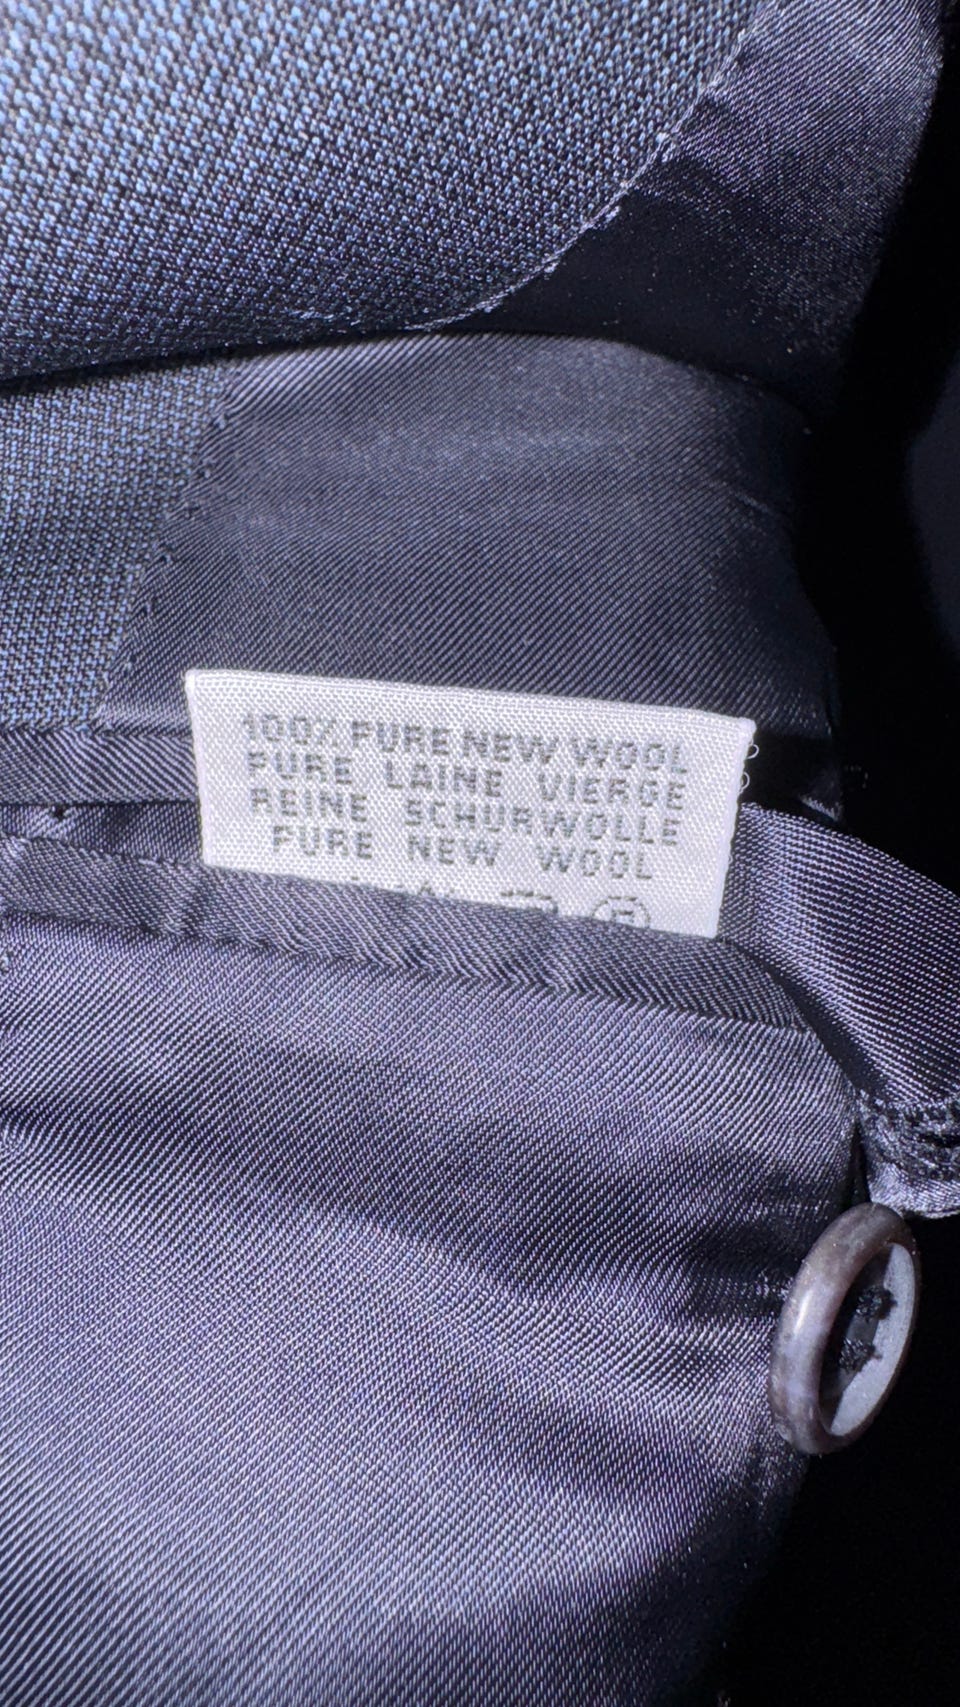 100% PURE NEW WOOL
PURE LAINE VIERGE
REINE SCHURWOLLE
PURE NEW WOOL